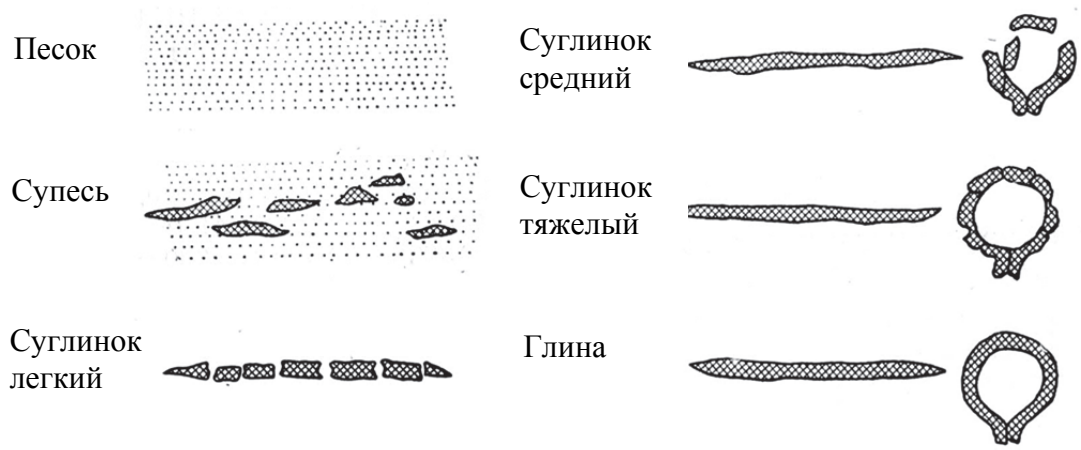 Песок
Супесь
Суглинок
легкий
Суглинок
средний
Суглинок
тяжелый
Глина